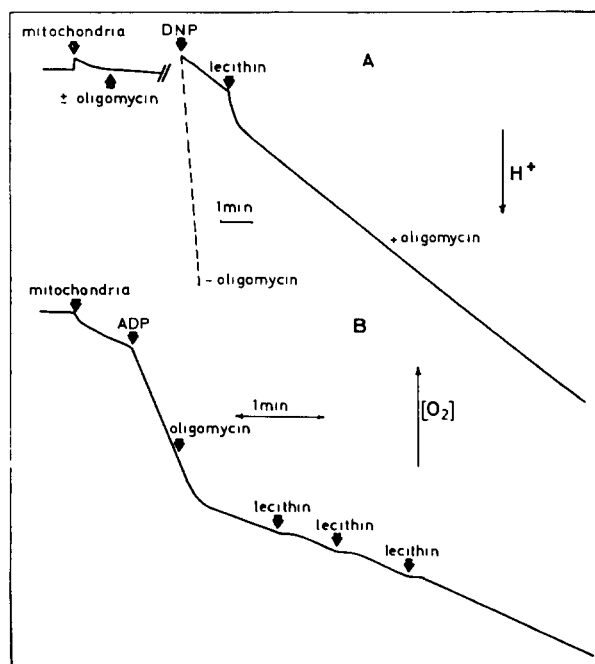 mitochondria
DNP
A
lecithin
± oligomycin
H+
1min
+ oligomycin
- oligomycin
mitochondria
ADP
B
1min
[O2]
oligomycin
lecithin
lecithin
lecithin